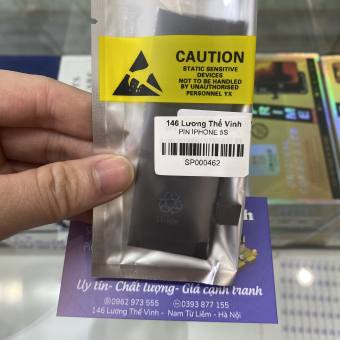 CAUTION
STATIC SENSITIVE
DEVICES
NOT TO BE HANDLED
BY UNAUTHORISED
PERSONNEL YX
146 Lương Thế Vinh
PIN IPHONE 5S
SP000462
Li-ion
Uy tín- Chất lượng- Giá cạnh tranh
0962 973 555
0393 877 155
146 Lương Thế Vinh - Nam Từ Liêm - Hà Nội